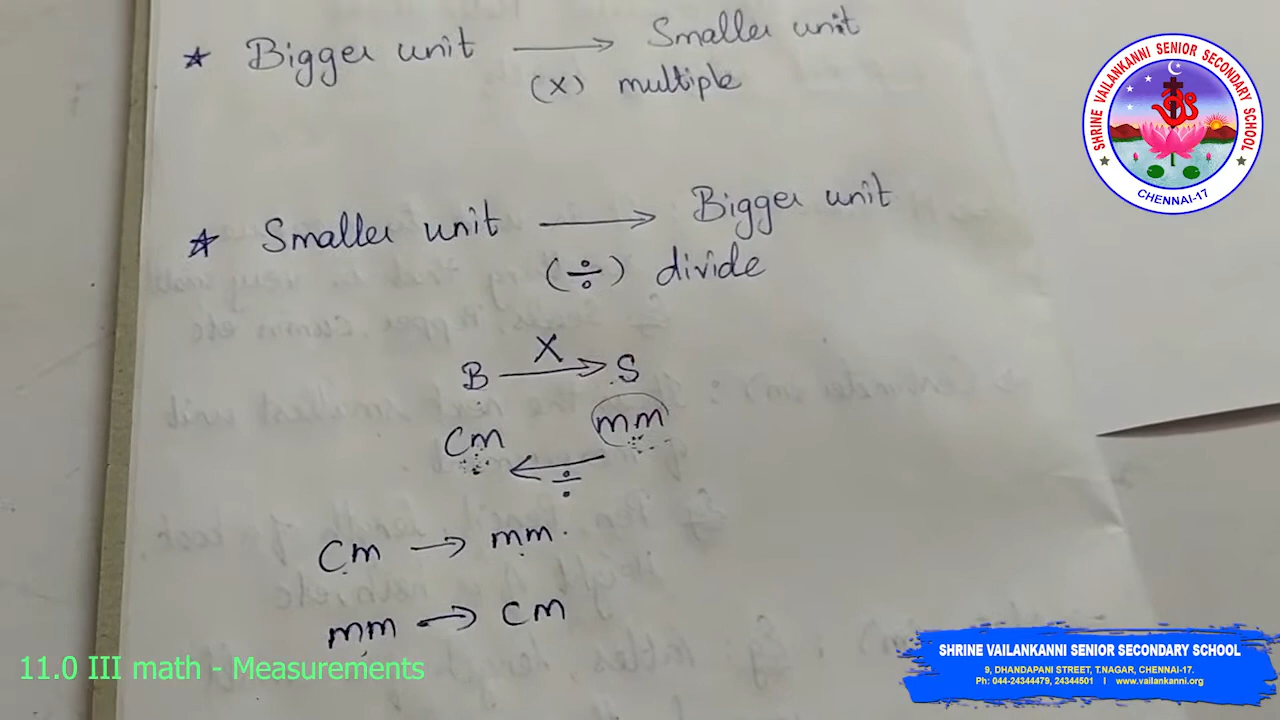 ★ Bigger unit → Smaller unit
(x) multiple
★ Smaller unit → Bigger unit
(÷) divide
B X→ S
Cm mm
← ÷
Cm → mm.
mm → cm
SHRINE VAILANKANNI SENIOR SECONDARY SCHOOL
CHENNAI-17
11.0 III math - Measurements
SHRINE VAILANKANNI SENIOR SECONDARY SCHOOL
9, DHANDAPANI STREET, T.NAGAR, CHENNAI-17.
Ph: 044-24344479, 24344501 I www.vailankanni.org